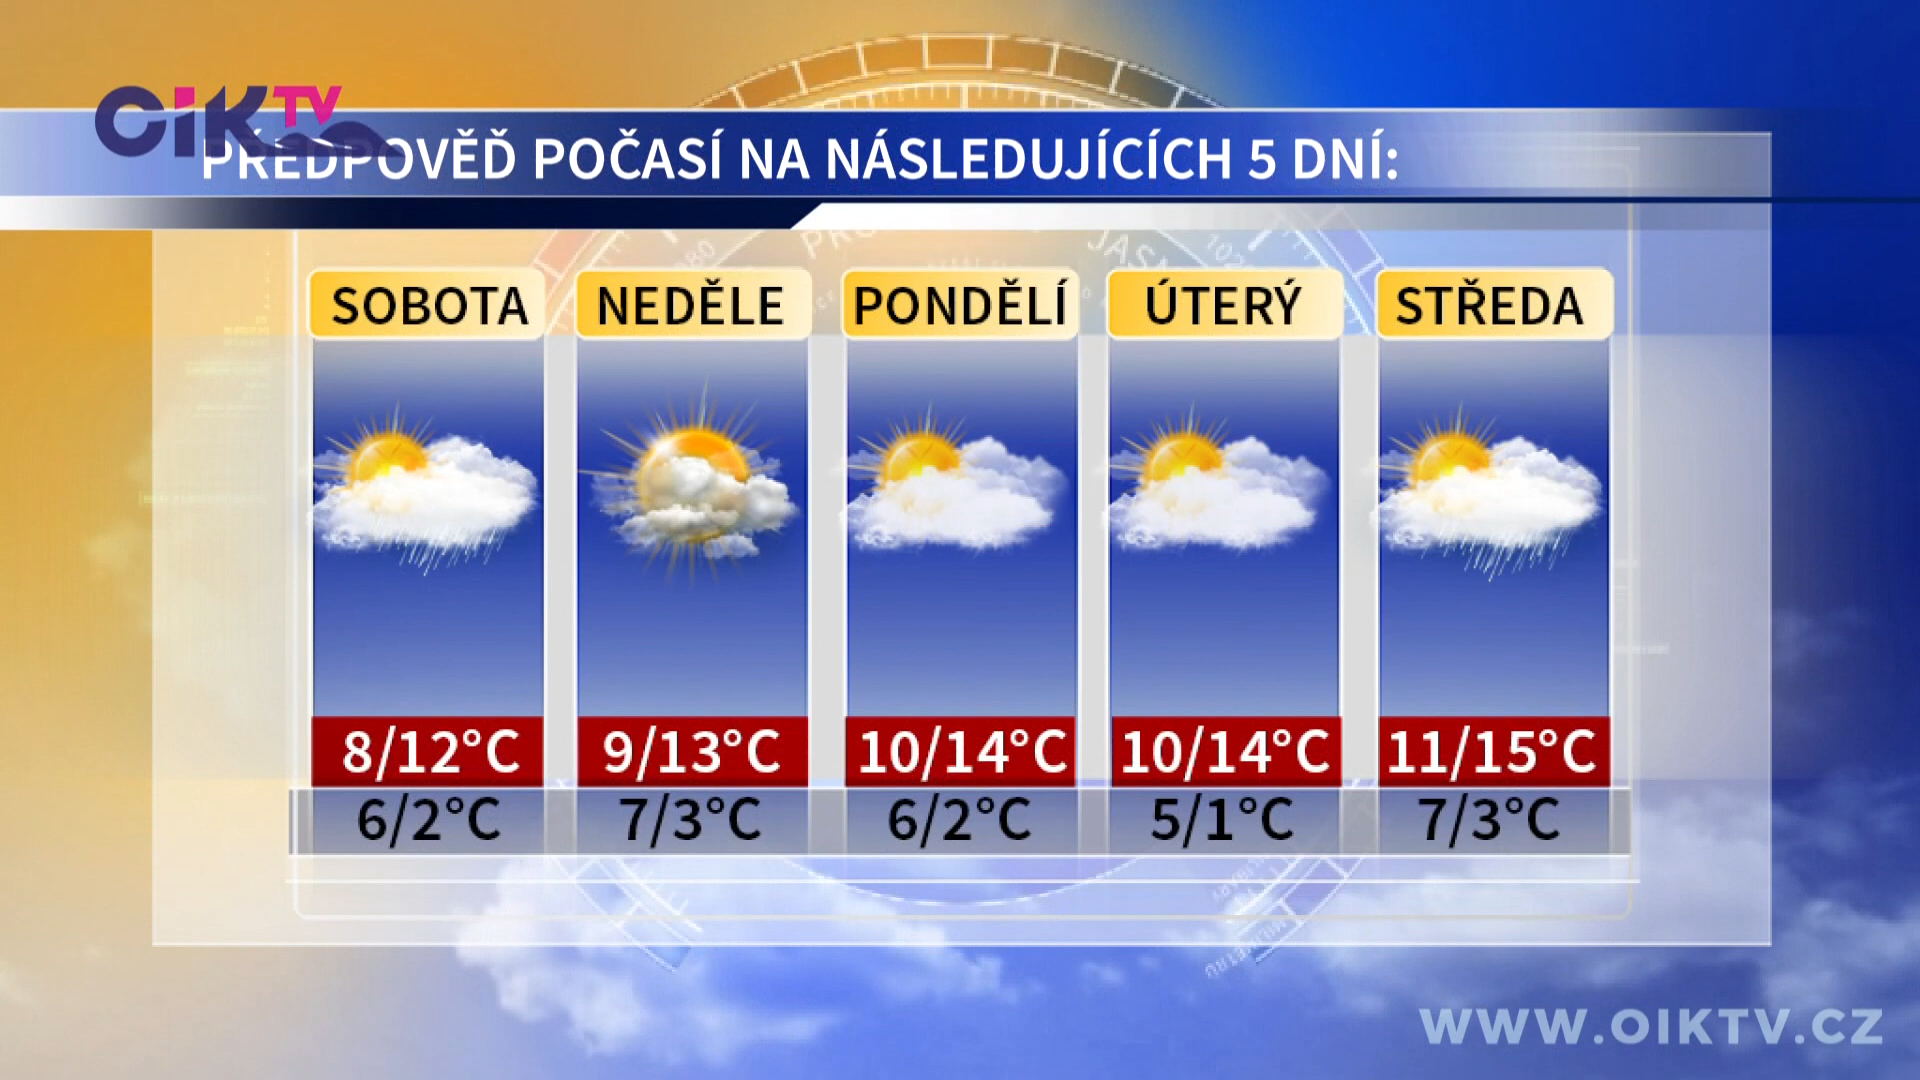 OIK TV
PŘEDPOVĚĎ POČASÍ NA NÁSLEDUJÍCÍCH 5 DNÍ:
SOBOTA NEDĚLE PONDĚLÍ ÚTERÝ STŘEDA
8/12°C 9/13°C 10/14°C 10/14°C 11/15°C
6/2°C 7/3°C 6/2°C 5/1°C 7/3°C
WWW.OIKTV.CZ